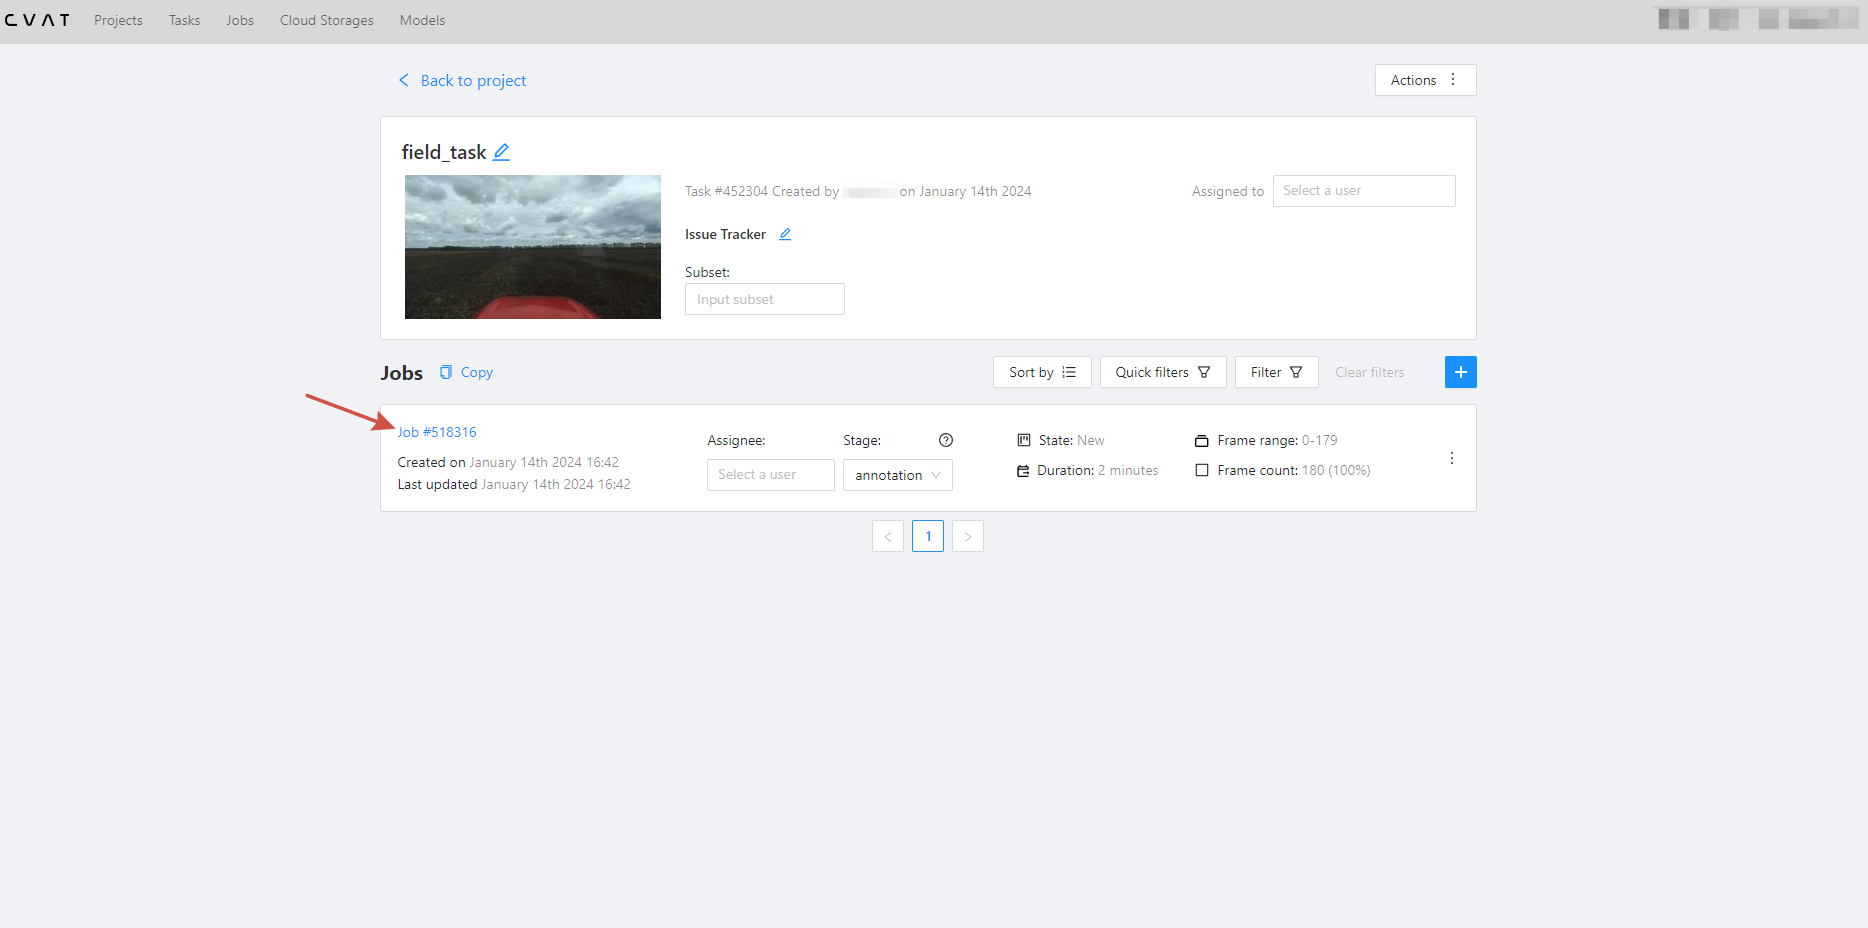 CVAT Projects Tasks Jobs Cloud Storages Models
Back to project
Actions
field_task
Task #452304 Created by on January 14th 2024
Assigned to Select a user
Issue Tracker
Subset:
Input subset
Jobs Copy Sort by Quick filters Filter Clear filters +
Job #518316
Created on January 14th 2024 16:42
Last updated January 14th 2024 16:42
Assignee:
Select a user
Stage:
annotation
State: New
Duration: 2 minutes
Frame range: 0-179
Frame count: 180 (100%)
< 1 >